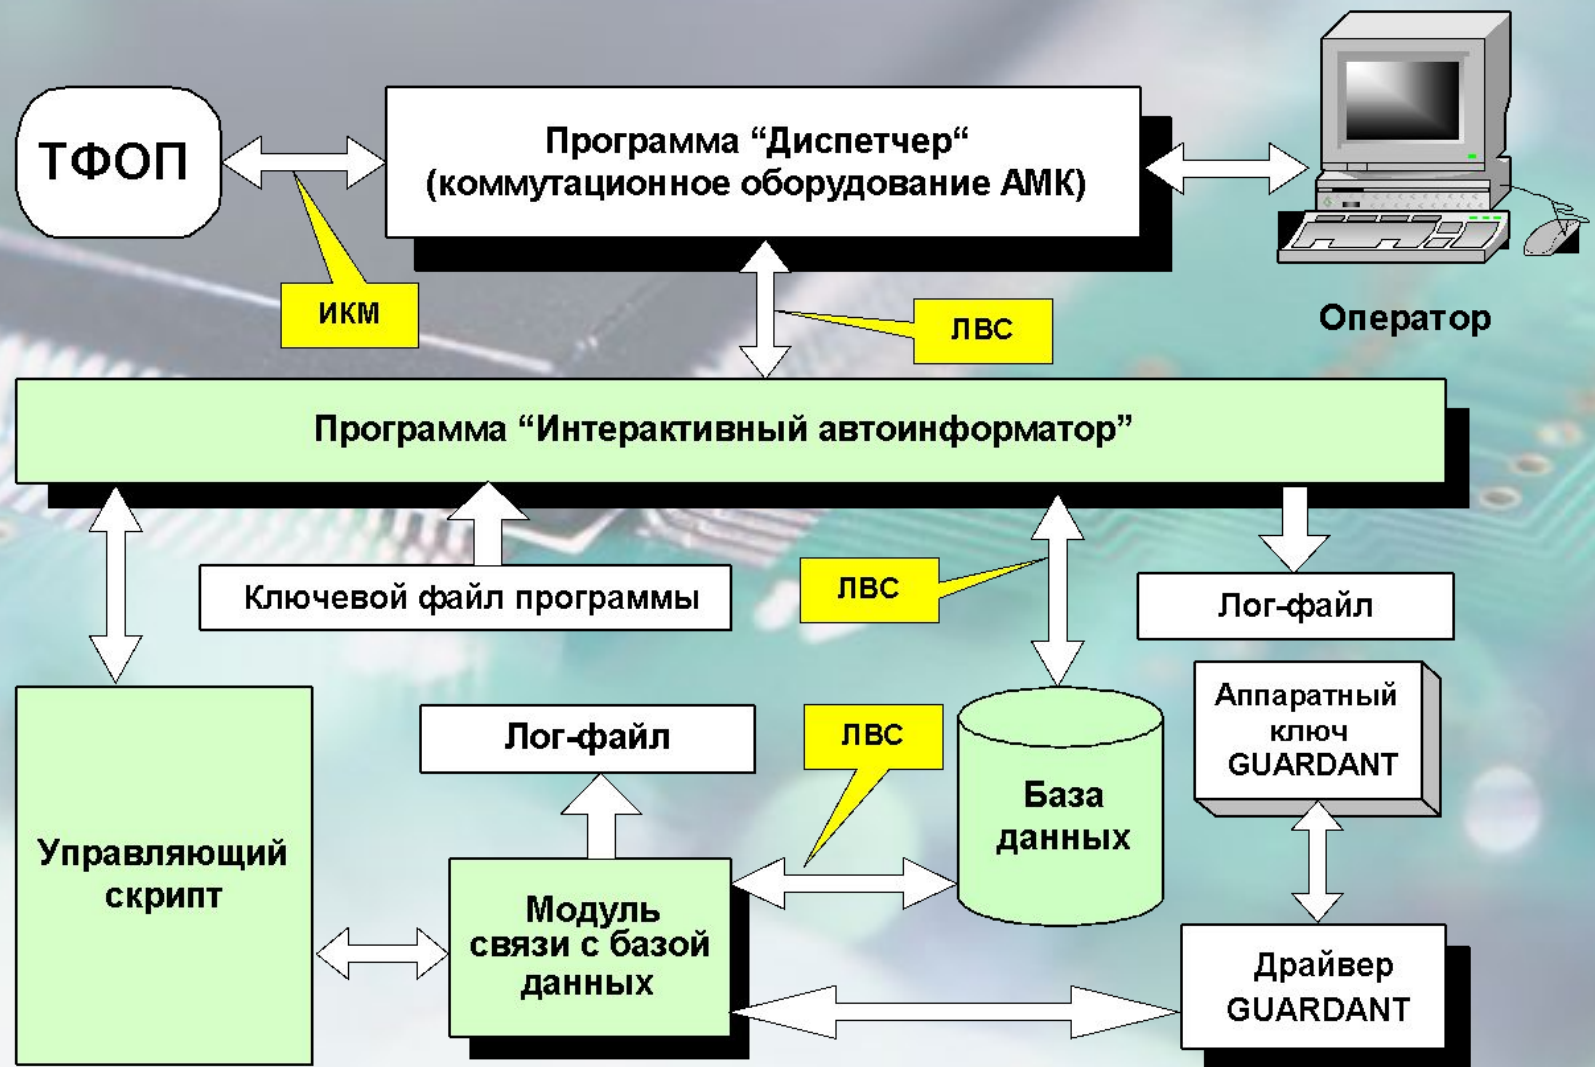 ТФОП
Программа “Диспетчер“
(коммутационное оборудование АМК)
ИКМ
ЛВС
Оператор
Программа “Интерактивный автоинформатор”
Ключевой файл программы
ЛВС
Лог-файл
Аппаратный
ключ
GUARDANT
Лог-файл
ЛВС
База
данных
Управляющий
скрипт
Модуль
связи с базой
данных
Драйвер
GUARDANT